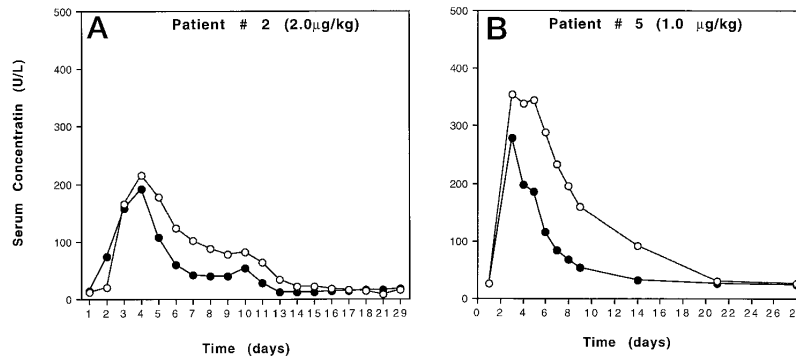 A
Patient # 2 (2.0µg/kg)
500
400
300
200
100
0
Serum Concentratin (U/L)
1 2 3 4 5 6 7 8 9 10 11 13 14 15 16 17 18 21 29
Time (days)
B
Patient # 5 (1.0 µg/kg)
500
400
300
200
100
0
0 2 4 6 8 10 12 14 16 18 20 22 24 26
Time (days)